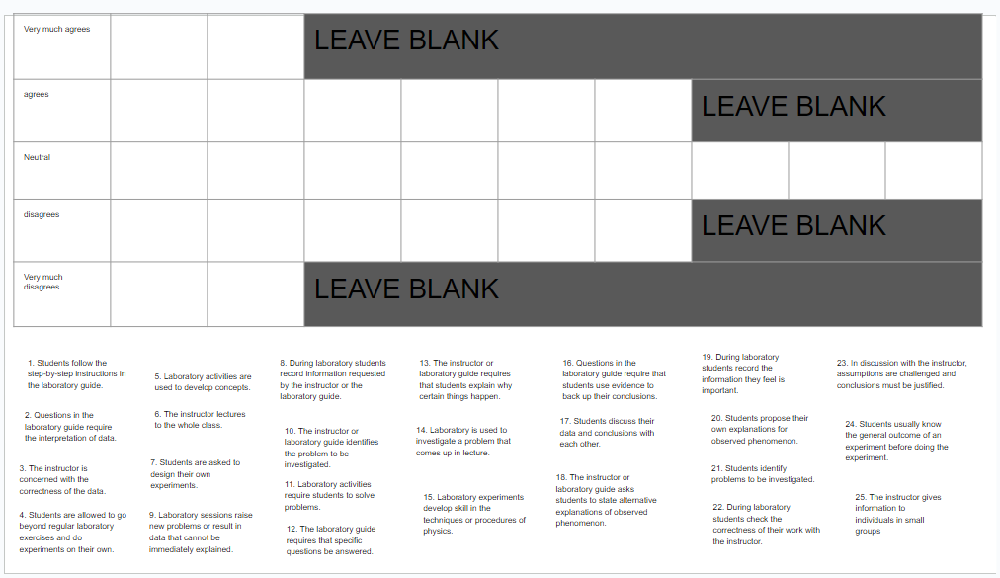 Very much agrees
LEAVE BLANK
agrees
LEAVE BLANK
Neutral
disagrees
LEAVE BLANK
Very much
disagrees
LEAVE BLANK
1. Students follow the
step-by-step instructions in
the laboratory guide.
2. Questions in the
laboratory guide require
the interpretation of data.
3. The instructor is
concerned with the
correctness of the data.
4. Students are allowed to go
beyond regular laboratory
exercises and do
experiments on their own.
5. Laboratory activities are
used to develop concepts.
6. The instructor lectures
to the whole class.
7. Students are asked to
design their own
experiments.
9. Laboratory sessions raise
new problems or result in
data that cannot be
immediately explained.
8. During laboratory students
record information requested
by the instructor or the
laboratory guide.
10. The instructor or
laboratory guide identifies
the problem to be
investigated.
11. Laboratory activities
require students to solve
problems.
12. The laboratory guide
requires that specific
questions be answered.
13. The instructor or
laboratory guide requires
that students explain why
certain things happen.
14. Laboratory is used to
investigate a problem that
comes up in lecture.
15. Laboratory experiments
develop skill in the
techniques or procedures of
physics.
16. Questions in the
laboratory guide require that
students use evidence to
back up their conclusions.
17. Students discuss their
data and conclusions with
each other.
18. The instructor or
laboratory guide asks
students to state alternative
explanations of observed
phenomenon.
19. During laboratory
students record the
information they feel is
important.
20. Students propose their
own explanations for
observed phenomenon.
21. Students identify
problems to be investigated.
22. During laboratory
students check the
correctness of their work with
the instructor.
23. In discussion with the instructor,
assumptions are challenged and
conclusions must be justified.
24. Students usually know
the general outcome of an
experiment before doing the
experiment.
25. The instructor gives
information to
individuals in small
groups